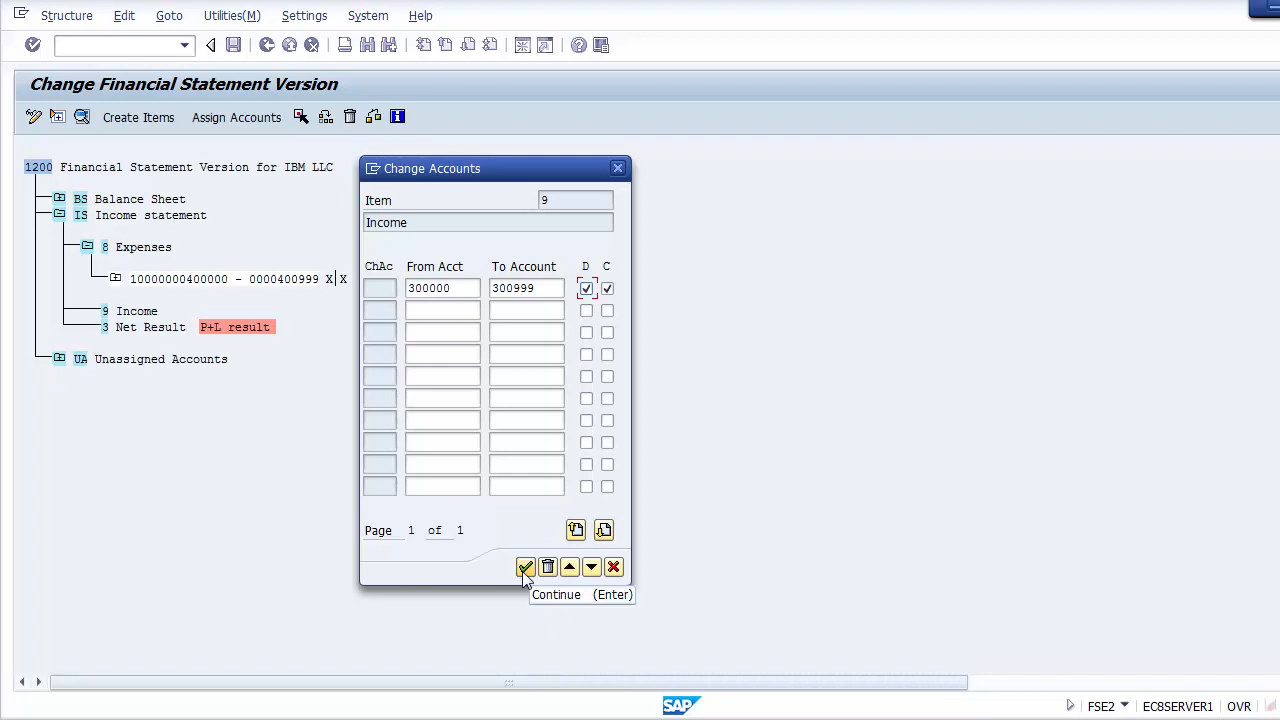 Structure Edit Goto Utilities(M) Settings System Help
Change Financial Statement Version
Create Items Assign Accounts
1200 Financial Statement Version for IBM LLC
BS Balance Sheet
IS Income statement
8 Expenses
10000000400000 - 0000400999 X X
9 Income
3 Net Result P+L result
UA Unassigned Accounts
Change Accounts
Item 9
Income
ChAc From Acct To Account D C
300000 300999
Page 1 of 1
Continue (Enter)
SAP FSE2 EC8SERVER1 OVR